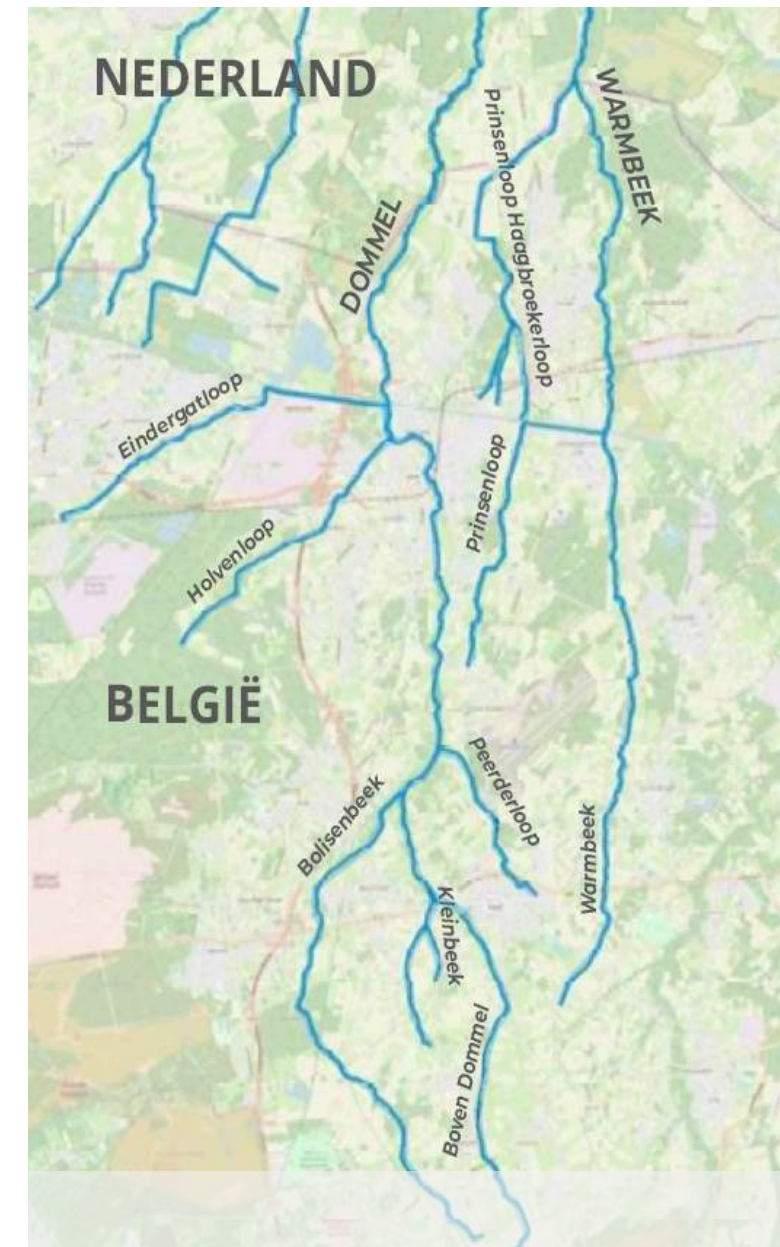 NEDERLAND
WARMBEEK
Prinsenloop Haagbroekerloop
DOMMEL
Eindergatloop
Prinsenloop
Holvenloop
BELGIË
Peerderloop
Bolisenbeek
Warmbeek
Kleinbeek
Boven Dommel